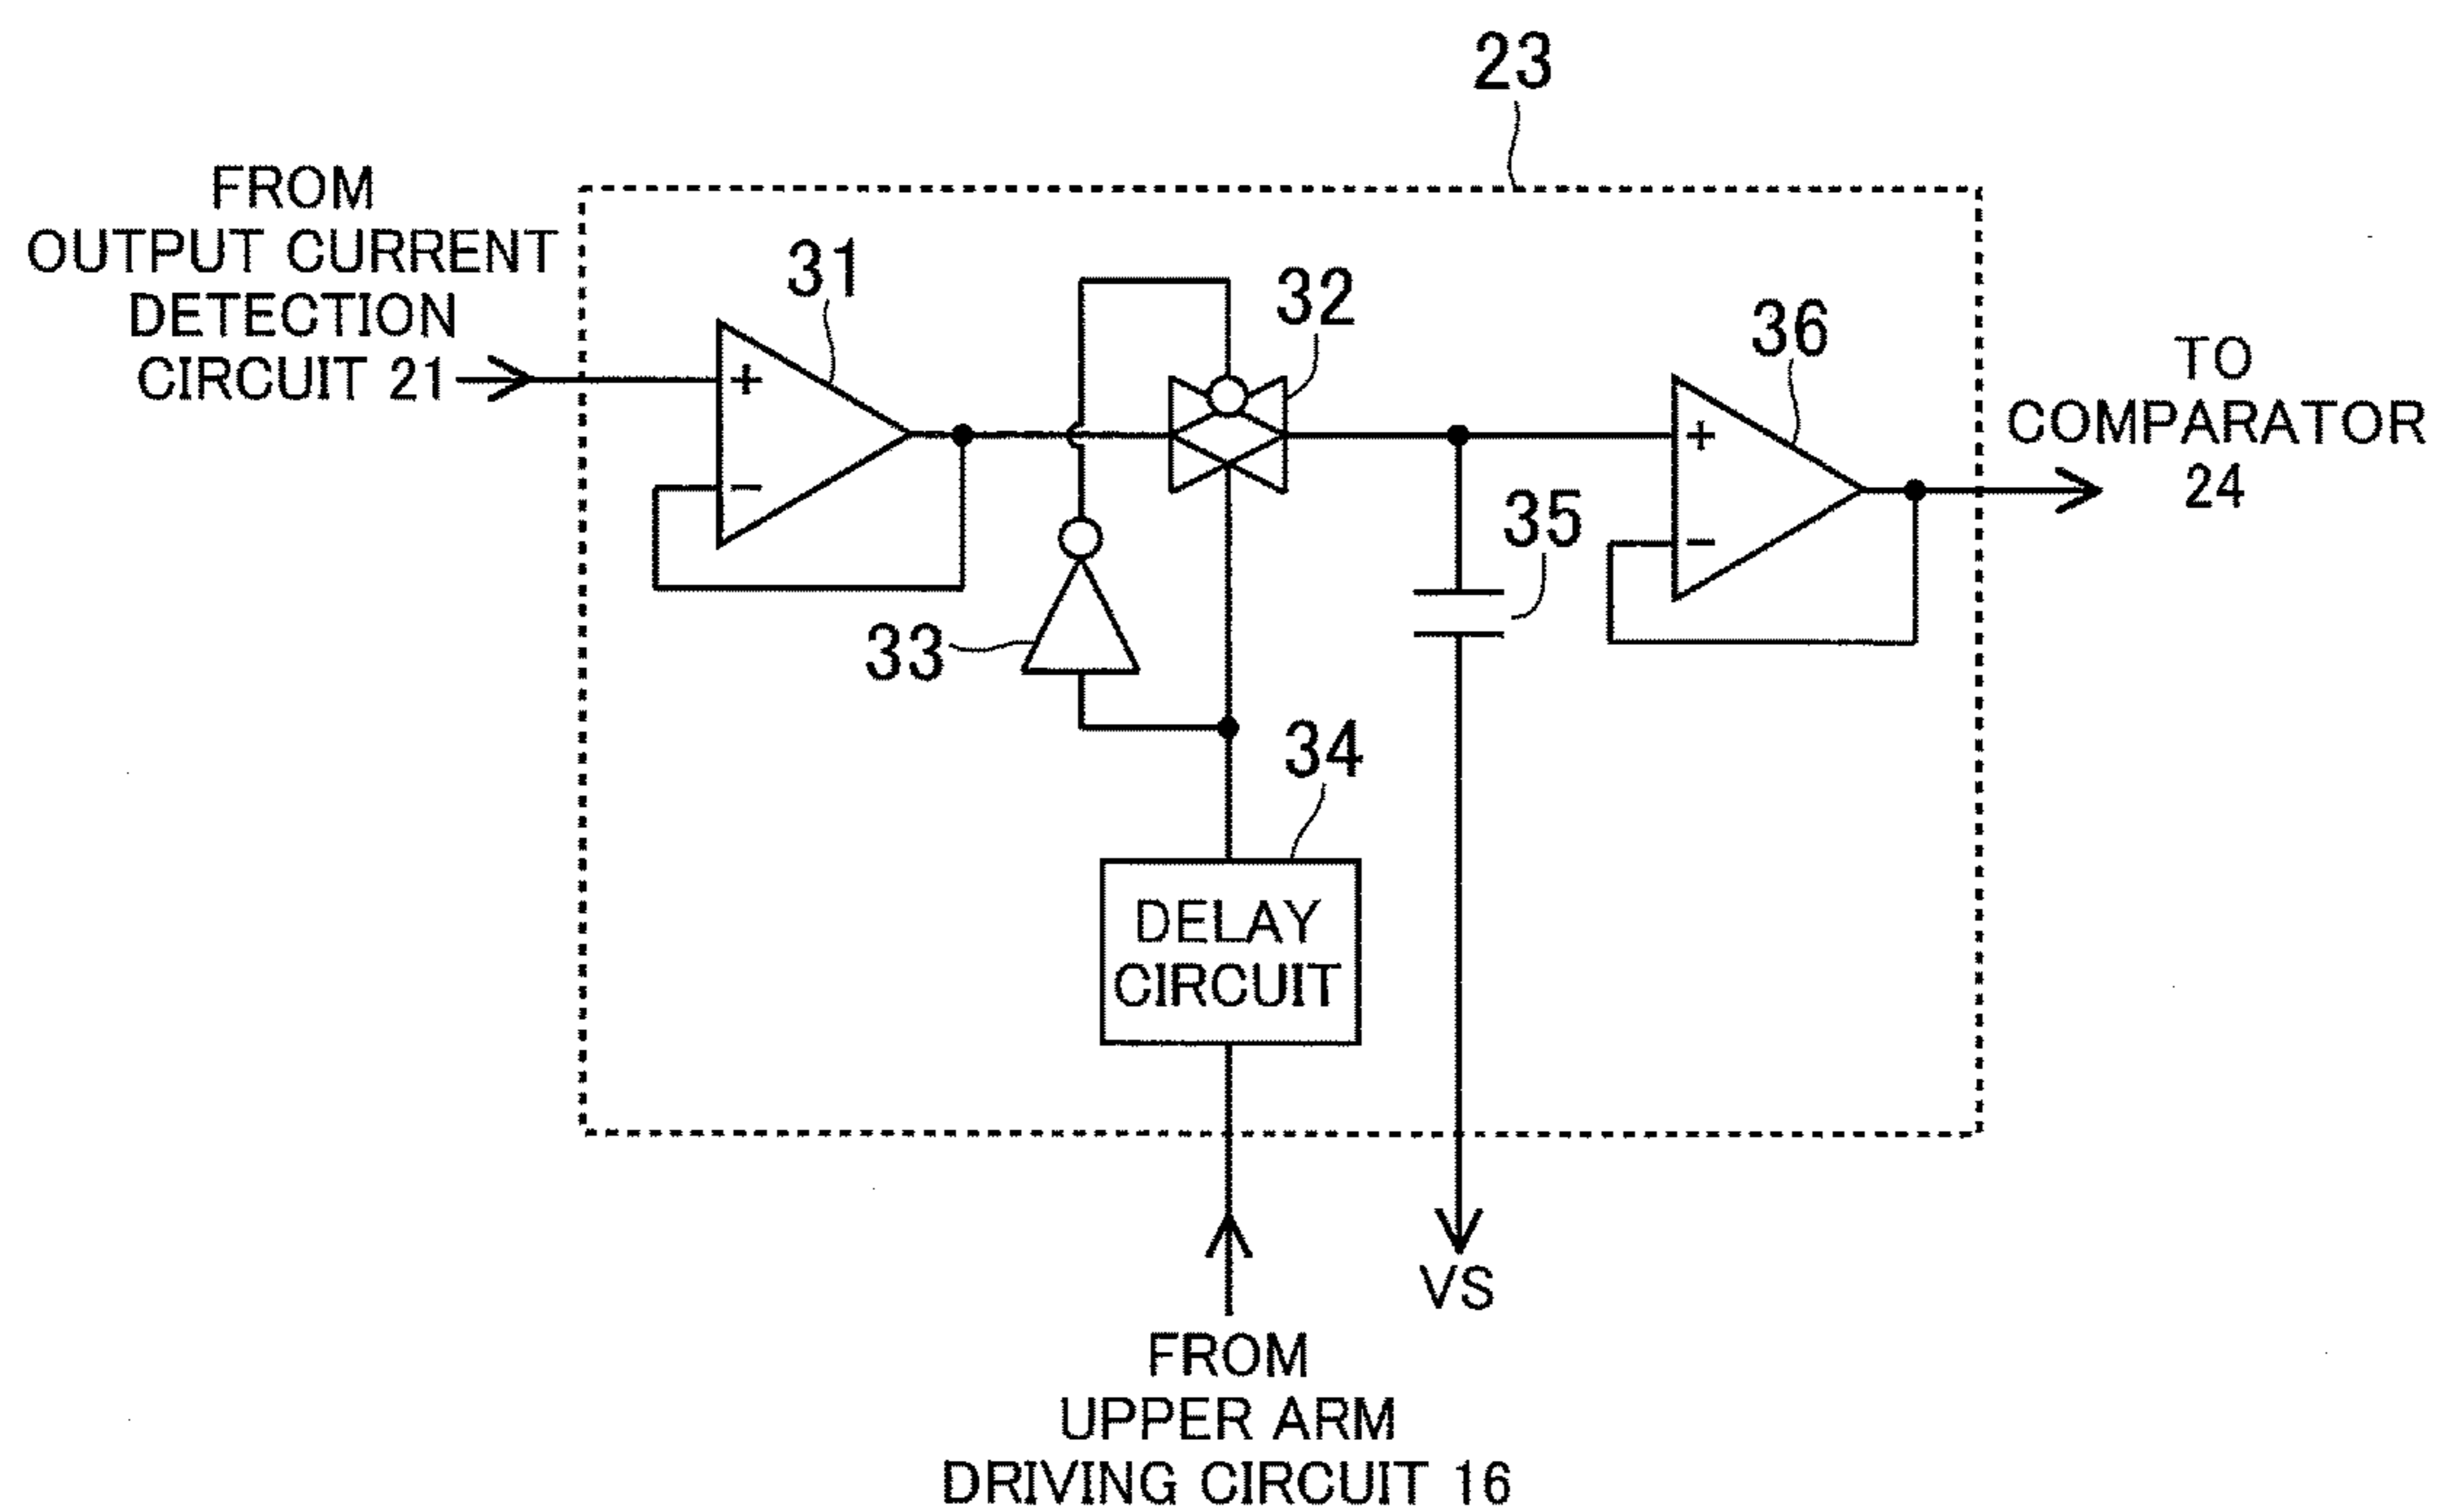 23
FROM
OUTPUT CURRENT
DETECTION
CIRCUIT 21
31
32
36
TO
COMPARATOR
24
+
-
+
-
35
33
34
DELAY
CIRCUIT
VS
FROM
UPPER ARM
DRIVING CIRCUIT 16